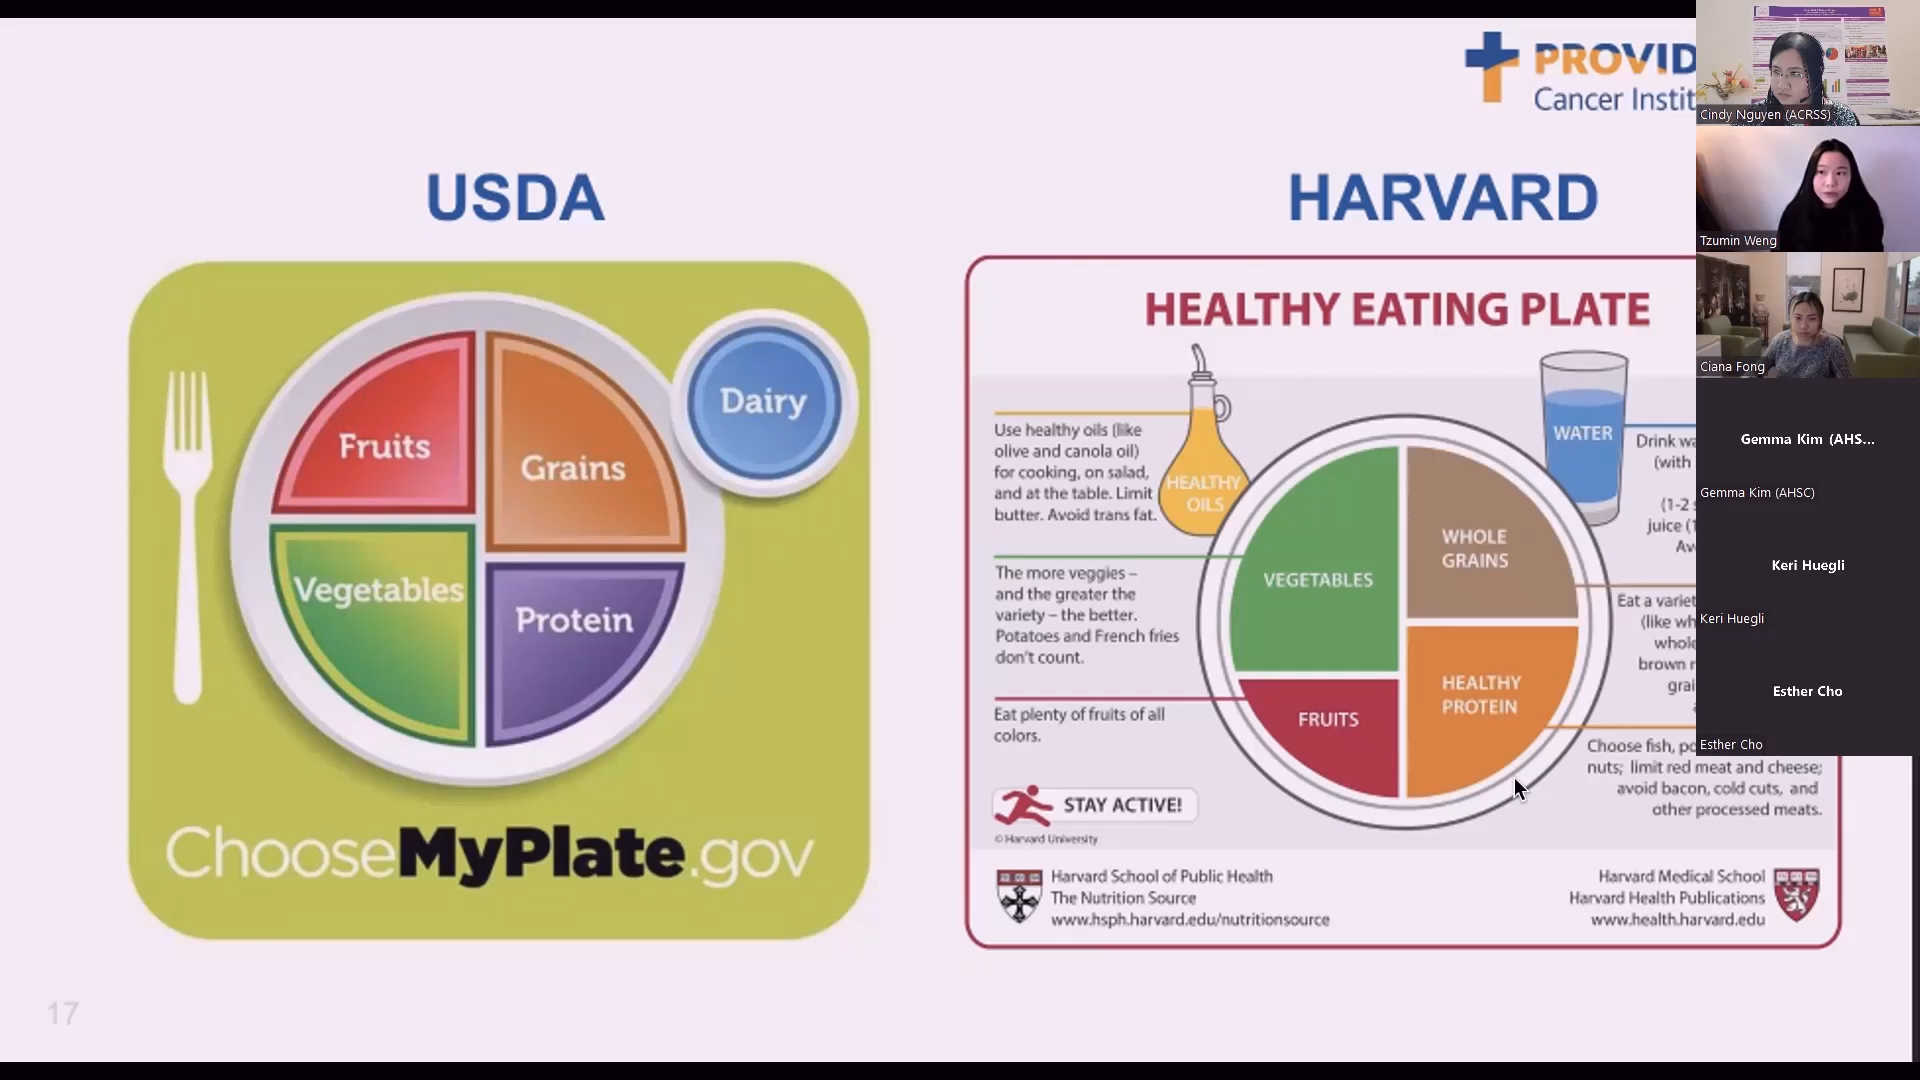 PROVID
Cancer Instit
USDA
HARVARD
Fruits
Grains
Dairy
Vegetables
Protein
ChooseMyPlate.gov
HEALTHY EATING PLATE
Use healthy oils (like
olive and canola oil)
for cooking, on salad,
and at the table. Limit
butter. Avoid trans fat.
HEALTHY
OILS
The more veggies –
and the greater the
variety – the better.
Potatoes and French fries
don't count.
Eat plenty of fruits of all
colors.
STAY ACTIVE!
© Harvard University
VEGETABLES
FRUITS
WHOLE
GRAINS
HEALTHY
PROTEIN
WATER
Drink wa
(with
(1-2 s
juice (1
Av
Eat a variet
(like wh
whole
brown r
grai
Choose fish, po
nuts; limit red meat and cheese;
avoid bacon, cold cuts, and
other processed meats.
Harvard School of Public Health
The Nutrition Source
www.hsph.harvard.edu/nutritionsource
Harvard Medical School
Harvard Health Publications
www.health.harvard.edu
17
Cindy Nguyen (ACRSS)
Tzumin Weng
Ciana Fong
Gemma Kim (AHS...
Gemma Kim (AHSC)
Keri Huegli
Keri Huegli
Esther Cho
Esther Cho